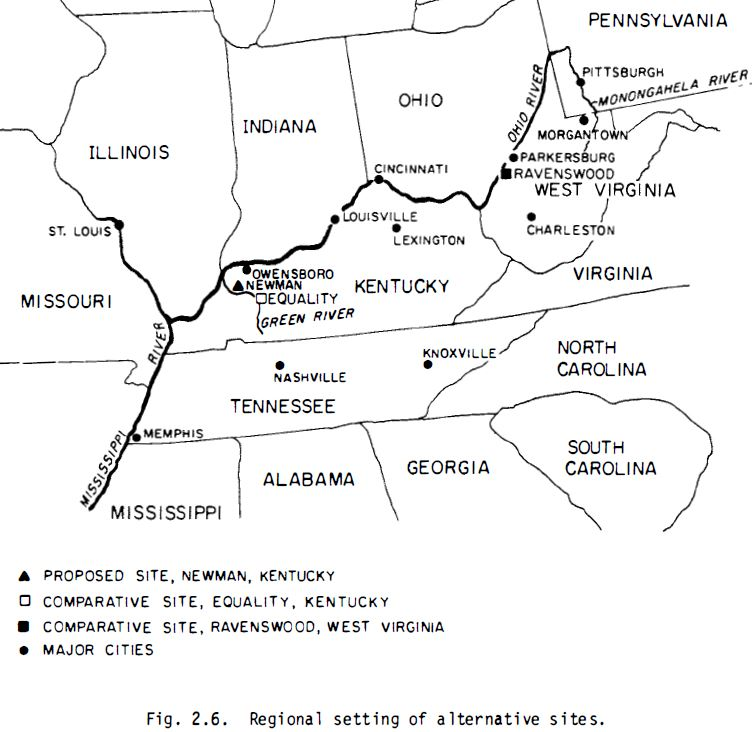 PENNSYLVANIA
PITTSBURGH
MONONGAHELA RIVER
OHIO RIVER
OHIO
MORGANTOWN
INDIANA
ILLINOIS
PARKERSBURG
CINCINNATI
RAVENSWOOD
WEST VIRGINIA
ST. LOUIS
LOUISVILLE
LEXINGTON
CHARLESTON
OWENSBORO
NEWMAN
EQUALITY
KENTUCKY
VIRGINIA
MISSOURI
GREEN RIVER
KNOXVILLE
NORTH
CAROLINA
NASHVILLE
TENNESSEE
MEMPHIS
MISSISSIPPI RIVER
ALABAMA
GEORGIA
SOUTH
CAROLINA
MISSISSIPPI
PROPOSED SITE, NEWMAN, KENTUCKY
COMPARATIVE SITE, EQUALITY, KENTUCKY
COMPARATIVE SITE, RAVENSWOOD, WEST VIRGINIA
MAJOR CITIES
Fig. 2.6. Regional setting of alternative sites.